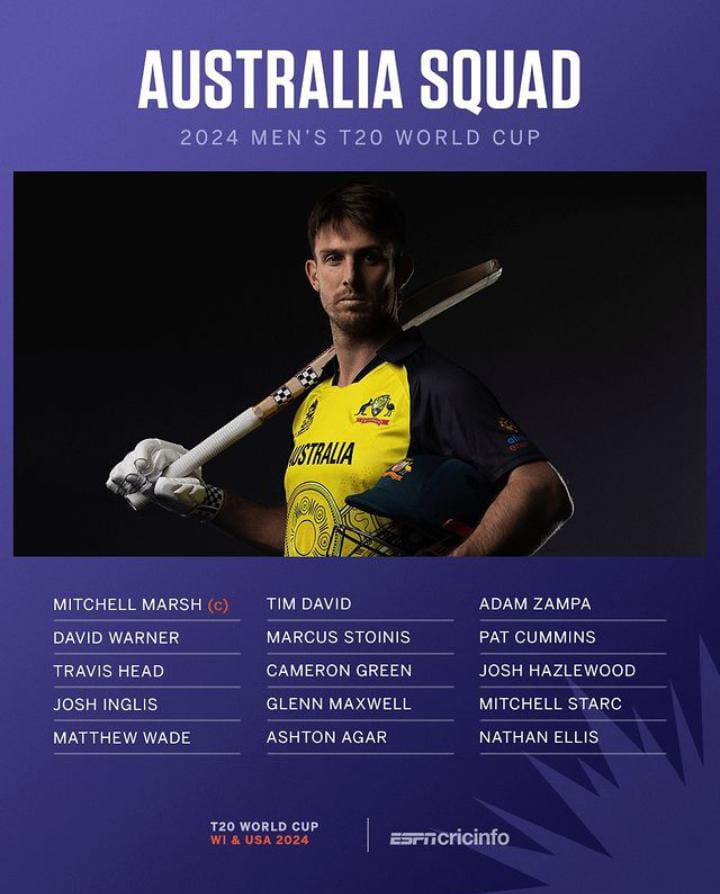 AUSTRALIA SQUAD
2024 MEN'S T20 WORLD CUP
AUSTRALIA
MITCHELL MARSH (c)
DAVID WARNER
TRAVIS HEAD
JOSH INGLIS
MATTHEW WADE
TIM DAVID
MARCUS STOINIS
CAMERON GREEN
GLENN MAXWELL
ASHTON AGAR
ADAM ZAMPA
PAT CUMMINS
JOSH HAZLEWOOD
MITCHELL STARC
NATHAN ELLIS
T20 WORLD CUP
WI & USA 2024
ESPNcricinfo